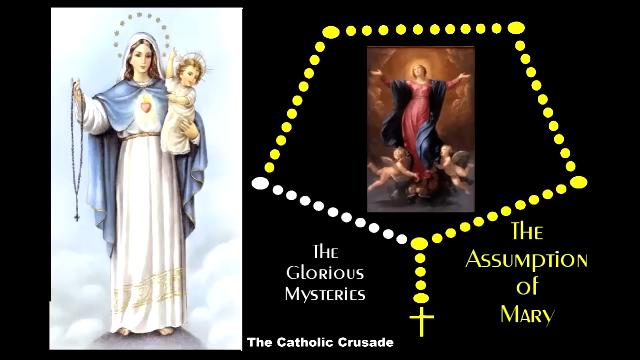 The
Glorious
Mysteries
The
Assumption
of
Mary
The Catholic Crusade